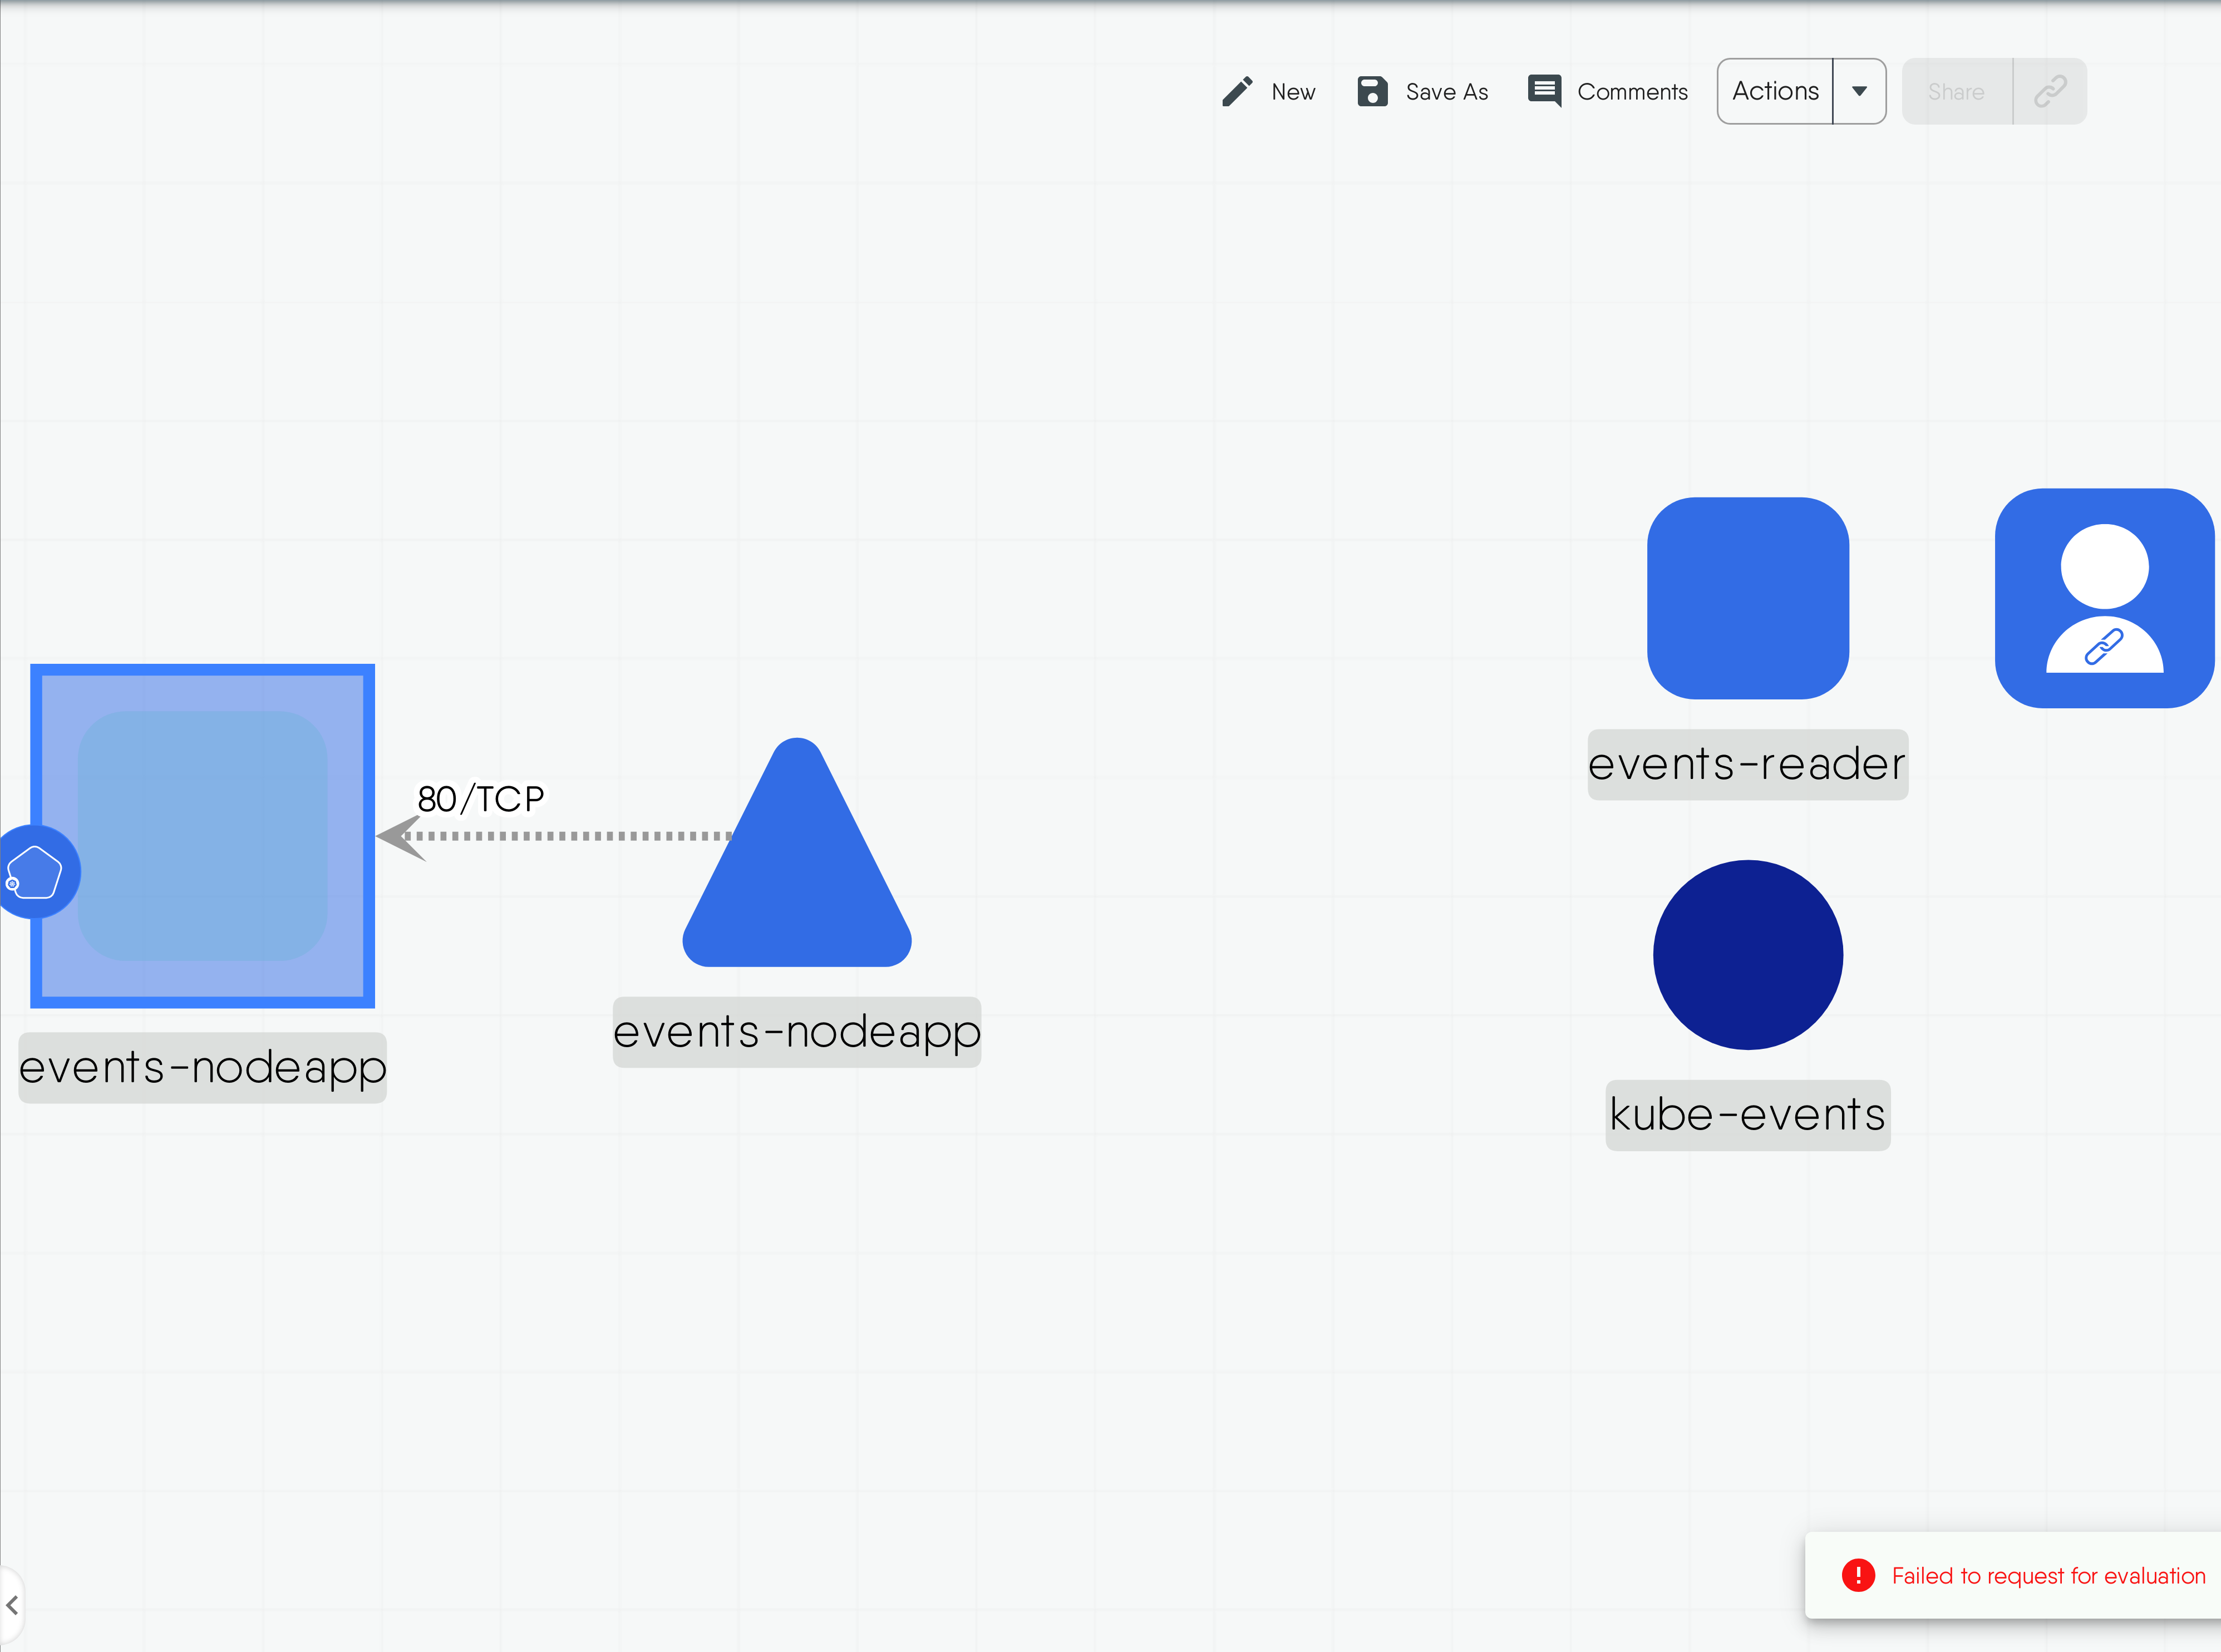 New
Save As
Comments
Actions
Share
events-reader
80/TCP
events-nodeapp
events-nodeapp
kube-events
Failed to request for evaluation